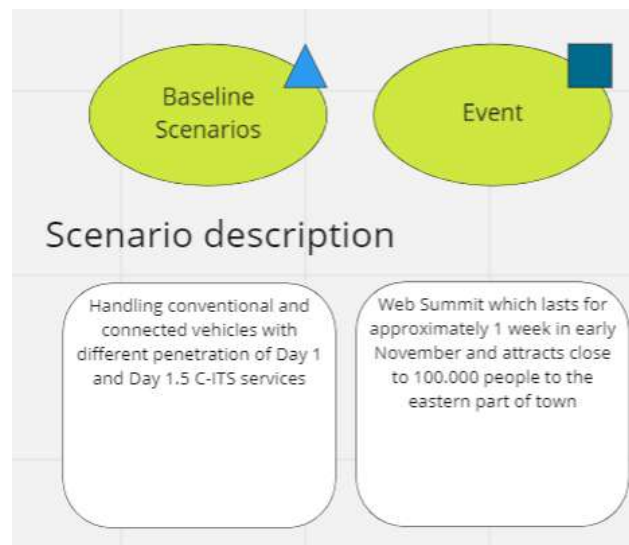 Baseline
Scenarios
Event
Scenario description
Handling conventional and
connected vehicles with
different penetration of Day 1
and Day 1.5 C-ITS services
Web Summit which lasts for
approximately 1 week in early
November and attracts close
to 100.000 people to the
eastern part of town